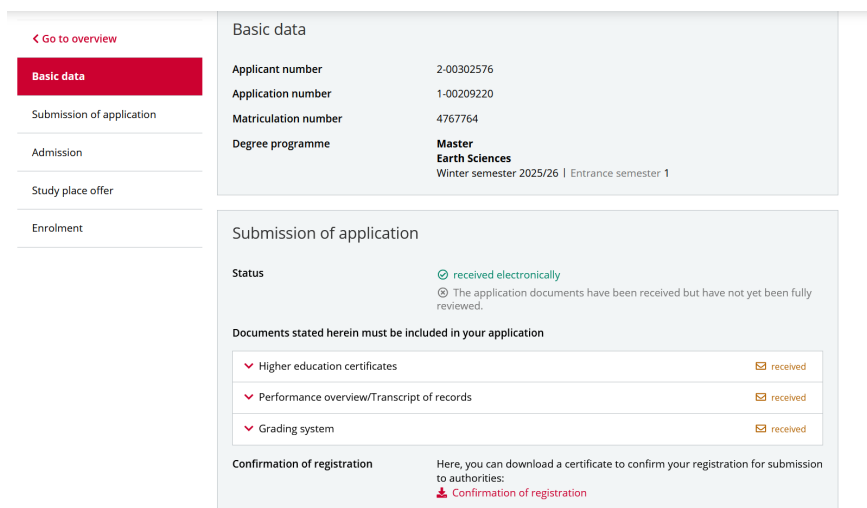 Go to overview
Basic data
Submission of application
Admission
Study place offer
Enrolment
Basic data
Applicant number 2-00302576
Application number 1-00209220
Matriculation number 4767764
Degree programme Master
Earth Sciences
Winter semester 2025/26 | Entrance semester 1
Submission of application
Status received electronically
The application documents have been received but have not yet been fully
reviewed.
Documents stated herein must be included in your application
Higher education certificates received
Performance overview/Transcript of records received
Grading system received
Confirmation of registration Here, you can download a certificate to confirm your registration for submission
to authorities:
Confirmation of registration